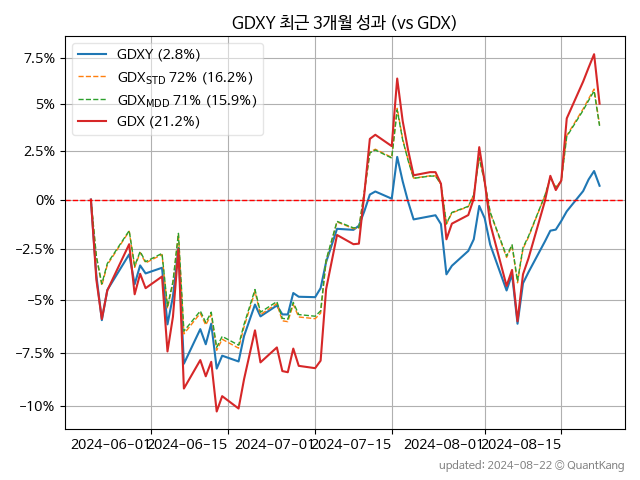 GDXY 최근 3개월 성과 (vs GDX)
GDXY (2.8%)
GDX_STD 72% (16.2%)
GDX_MDD 71% (15.9%)
GDX (21.2%)
7.5%
5%
2.5%
0%
−2.5%
−5%
−7.5%
−10%
2024-06-01 2024-06-15 2024-07-01 2024-07-15 2024-08-01 2024-08-15
updated: 2024-08-22 © QuantKang